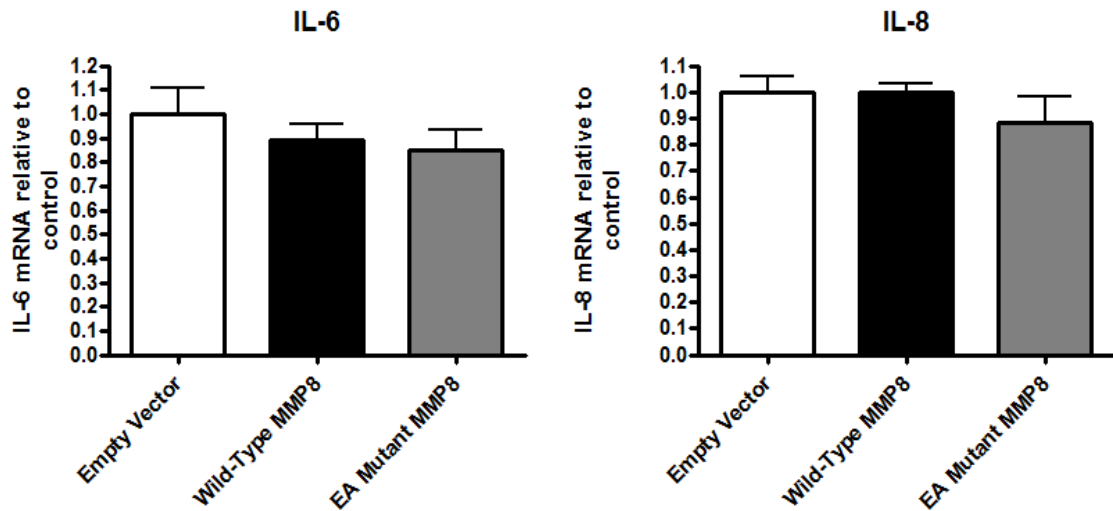 IL-6
IL-6 mRNA relative to
control
1.2
1.1
1.0
0.9
0.8
0.7
0.6
0.5
0.4
0.3
0.2
0.1
0.0
Empty Vector
Wild-Type MMP8
EA Mutant MMP8
IL-8
IL-8 mRNA relative to
control
1.1
1.0
0.9
0.8
0.7
0.6
0.5
0.4
0.3
0.2
0.1
0.0
Empty Vector
Wild-Type MMP8
EA Mutant MMP8